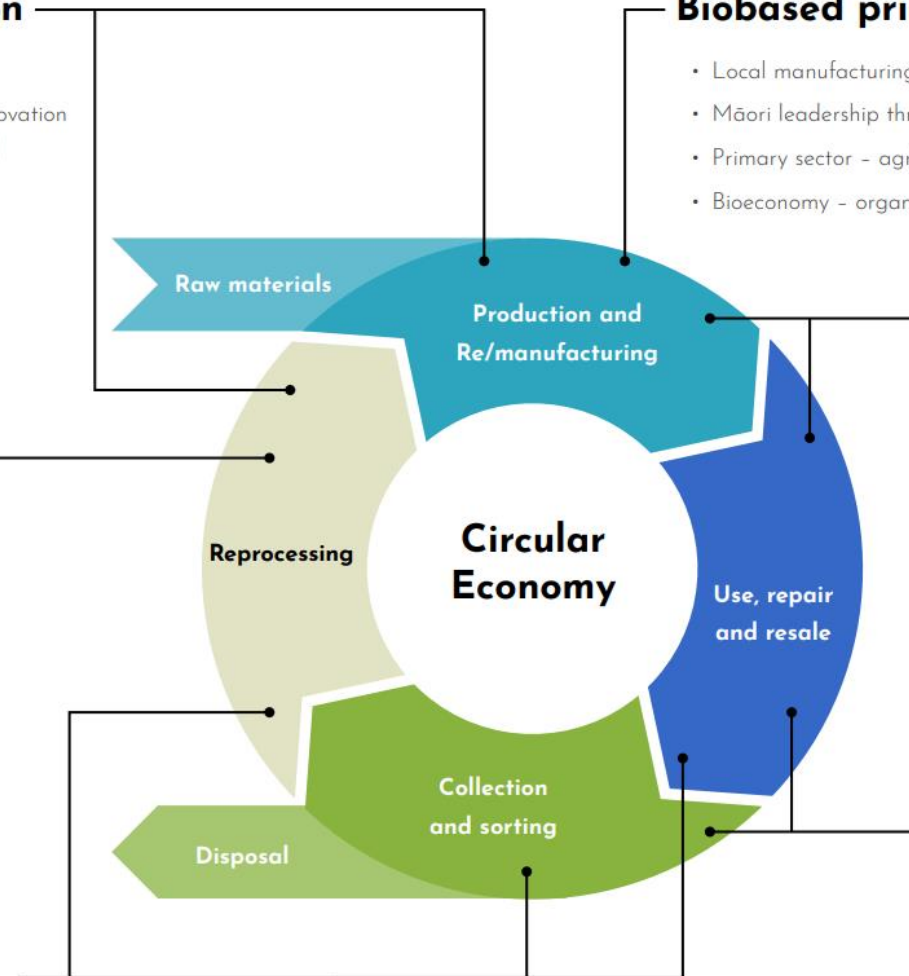 n
Biobased pri
• Local manufacturing
ovation
• Māori leadership thr
• Primary sector – agr
• Bioeconomy – organ
Raw materials
Production and
Re/manufacturing
Reprocessing
Circular
Economy
Use, repair
and resale
Collection
and sorting
Disposal